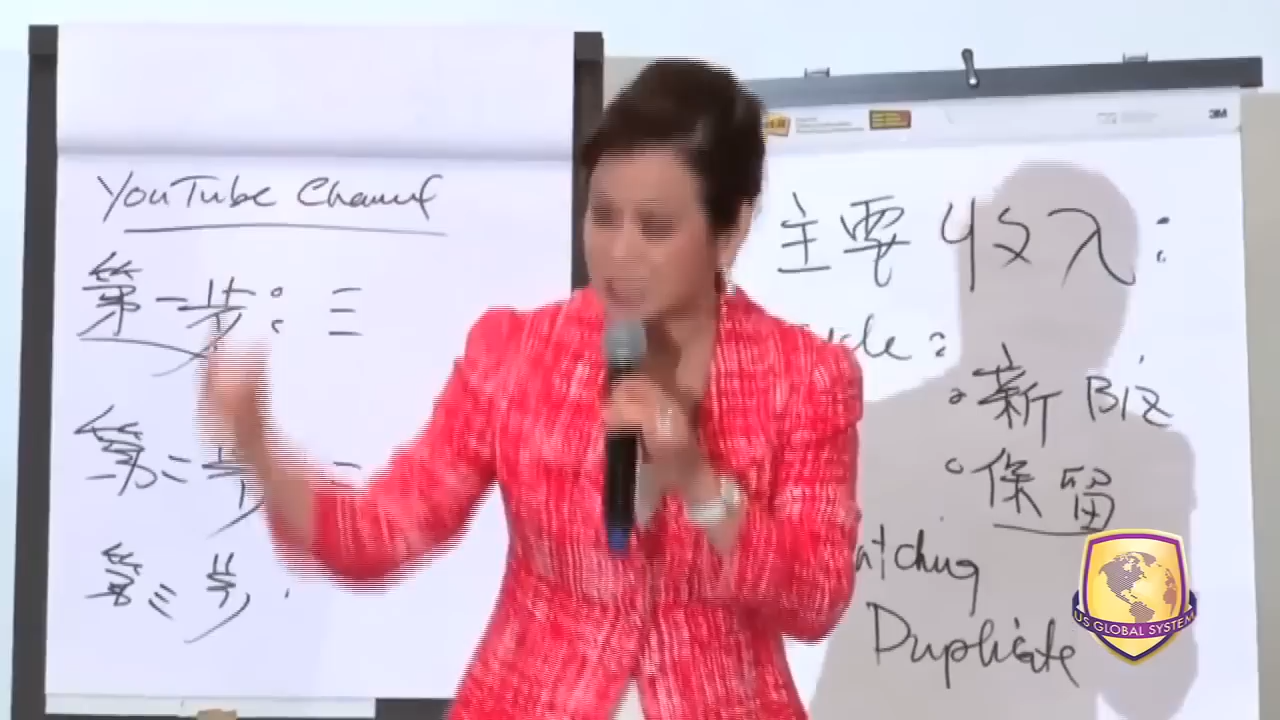 YouTube Channel
第一步: 三
第二步
第三步:
主要收入:
·新 Biz
·保留
Duplicate
3M
US GLOBAL SYSTEM